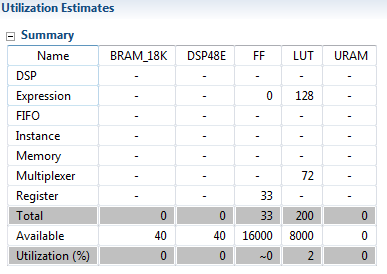 Utilization Estimates
Summary
Name BRAM_18K DSP48E FF LUT URAM
DSP - - - - -
Expression - - 0 128 -
FIFO - - - - -
Instance - - - - -
Memory - - - - -
Multiplexer - - - 72 -
Register - - 33 - -
Total 0 0 33 200 0
Available 40 40 16000 8000 0
Utilization (%) 0 0 ~0 2 0